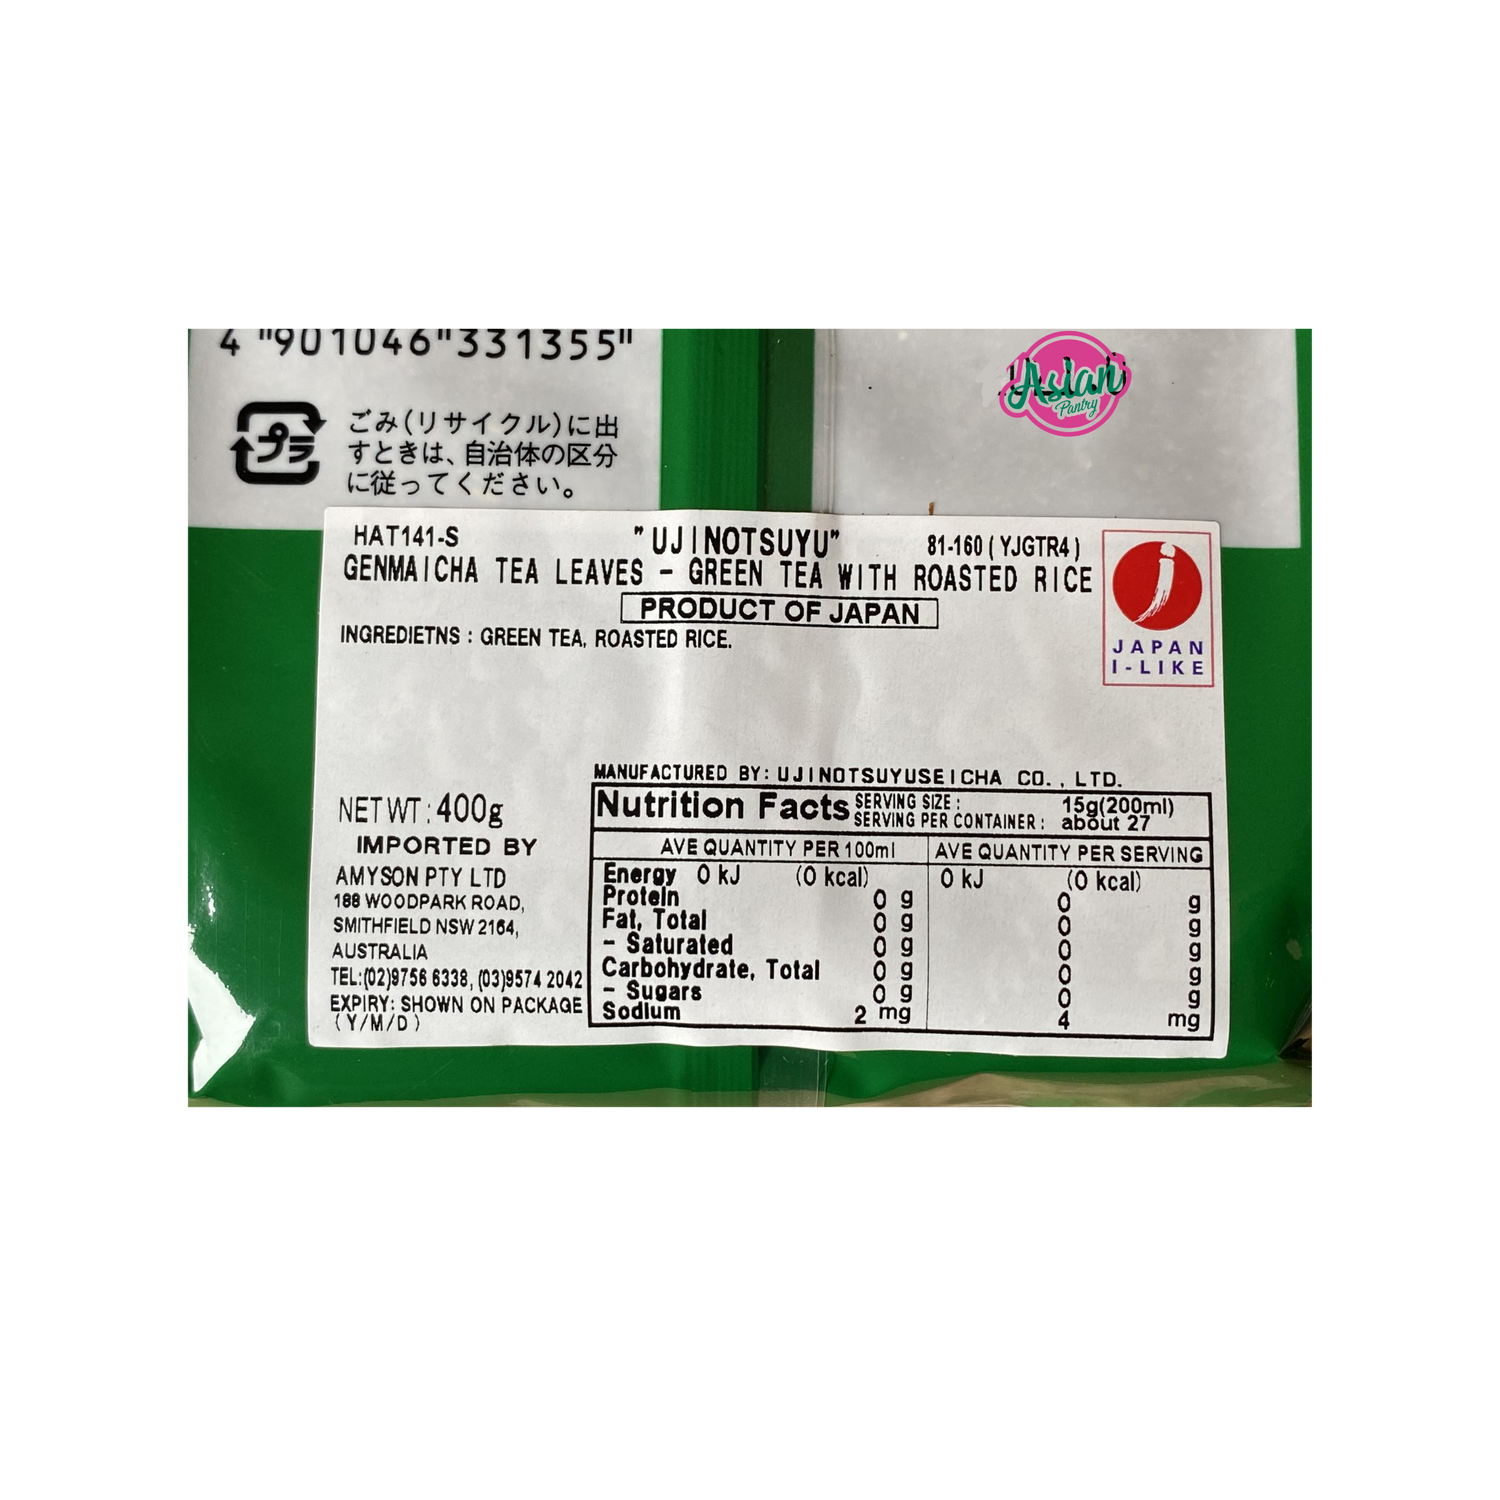 4 "901046"331355"
プラ
ごみ(リサイクル)に出
すときは、自治体の区分
に従ってください。
Asian
Pantry
HAT141-S "UJINOTSUYU" 81-160 ( YJGTR4 )
GENMAICHA TEA LEAVES - GREEN TEA WITH ROASTED RICE
PRODUCT OF JAPAN
INGREDIETNS : GREEN TEA, ROASTED RICE.
JAPAN
I-LIKE
MANUFACTURED BY: UJINOTSUYUSEICHA CO., LTD.
NET WT : 400g
IMPORTED BY
AMYSON PTY LTD
188 WOODPARK ROAD,
SMITHFIELD NSW 2164,
AUSTRALIA
TEL:(02)9756 6338, (03)9574 2042
EXPIRY: SHOWN ON PACKAGE
( Y/M/D )
Nutrition Facts
SERVING SIZE : 15g(200ml)
SERVING PER CONTAINER : about 27
AVE QUANTITY PER 100ml AVE QUANTITY PER SERVING
Energy 0 kJ (0 kcal) 0 kJ (0 kcal)
Protein 0 g 0 g
Fat, Total 0 g 0 g
- Saturated 0 g 0 g
Carbohydrate, Total 0 g 0 g
- Sugars 0 g 0 g
Sodium 2 mg 4 mg